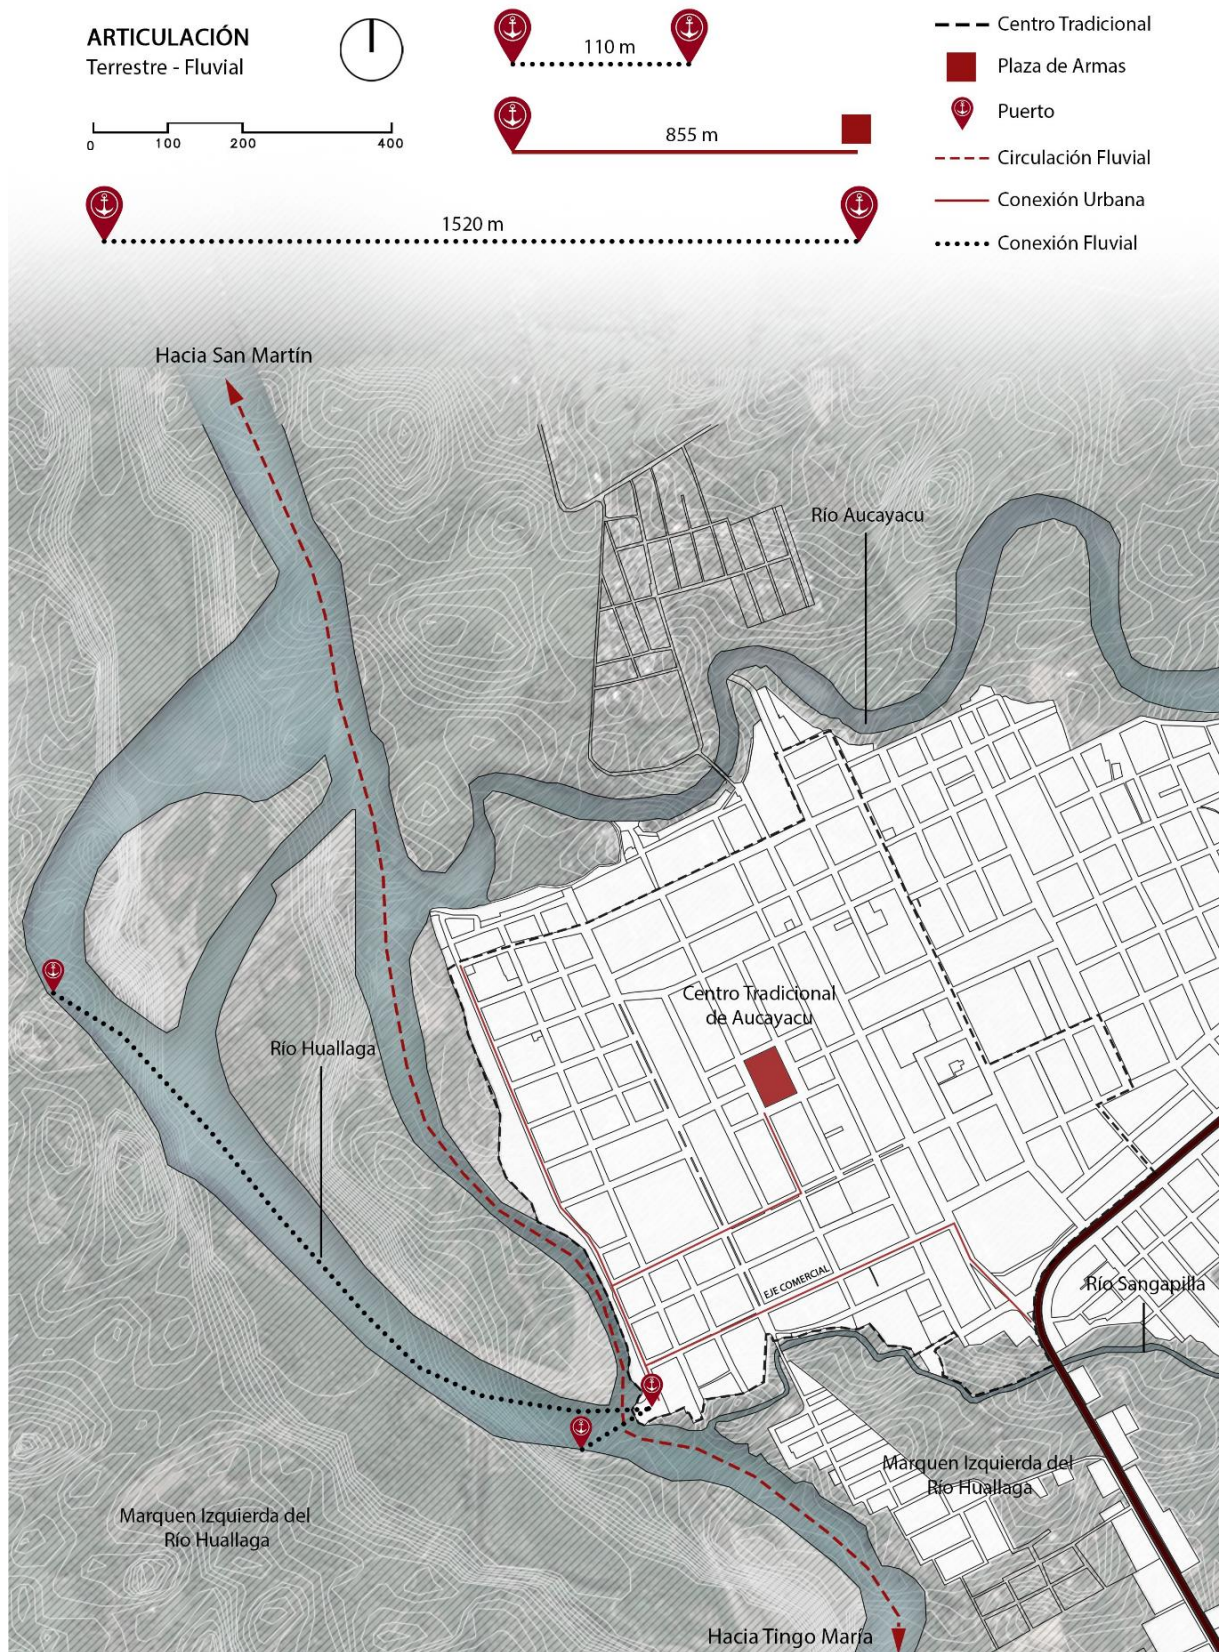 ARTICULACIÓN
Terrestre - Fluvial
0 100 200 400
110 m
855 m
1520 m
Centro Tradicional
Plaza de Armas
Puerto
Circulación Fluvial
Conexión Urbana
Conexión Fluvial
Hacia San Martín
Río Aucayacu
Centro Tradicional
de Aucayacu
Río Huallaga
EJE COMERCIAL
Río Sangapilla
Marquen Izquierda del
Río Huallaga
Marquen Izquierda del
Río Huallaga
Hacia Tingo María